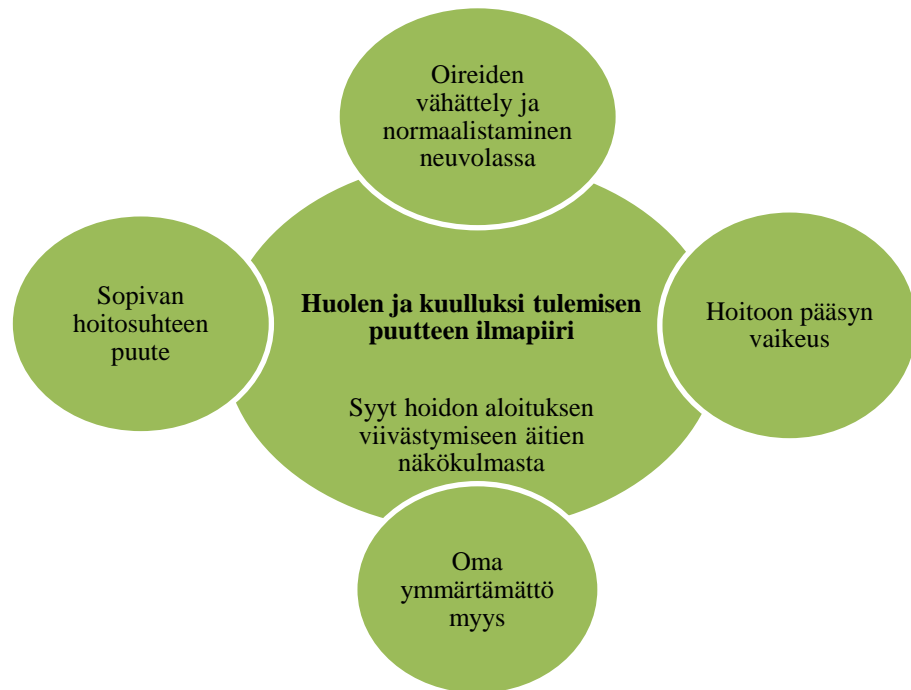 Oireiden
vähättely ja
normaalistaminen
neuvolassa
Sopivan
hoitosuhteen
puute
Huolen ja kuulluksi tulemisen
puutteen ilmapiiri
Syyt hoidon aloituksen
viivästymiseen äitien
näkökulmasta
Hoitoon pääsyn
vaikeus
Oma
ymmärtämättö
myys